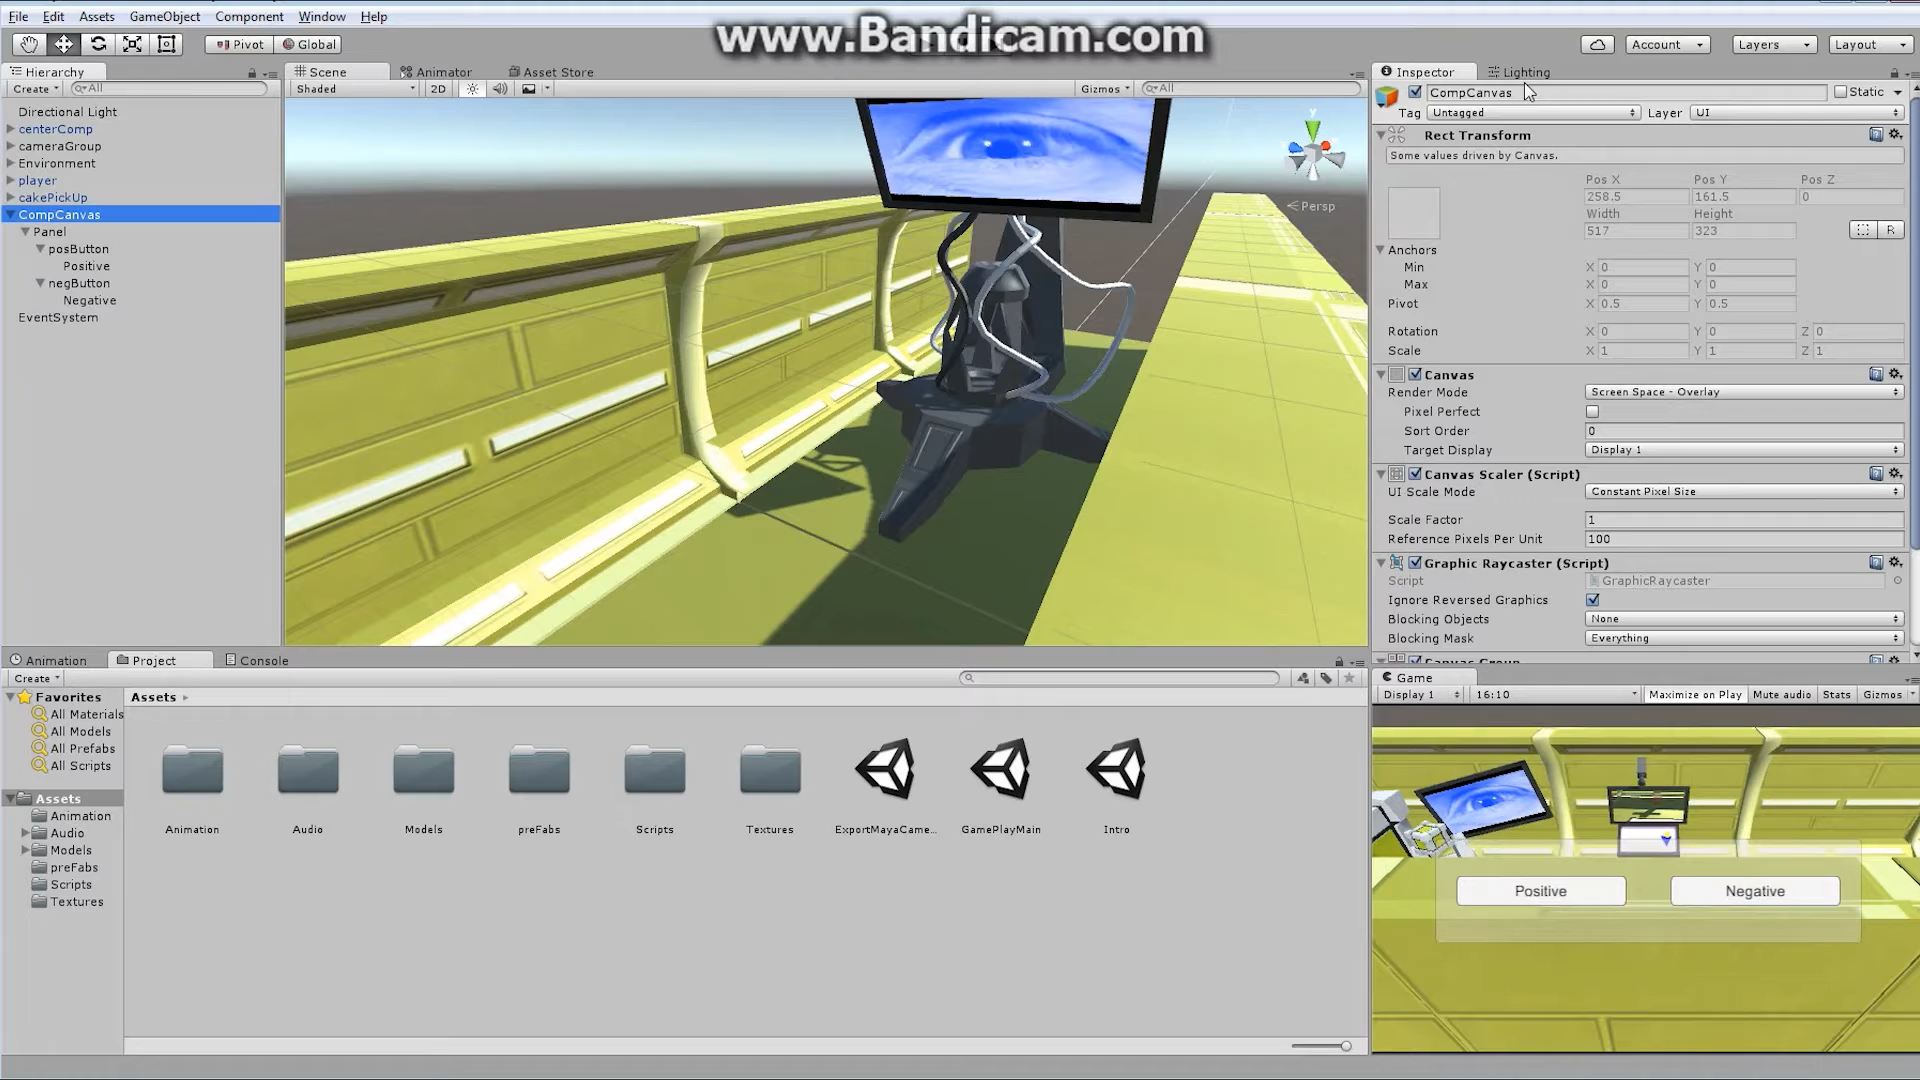 File Edit Assets GameObject Component Window Help
www.Bandicam.com
Pivot Global
Account Layers Layout
Hierarchy
Create All
Directional Light
centerComp
cameraGroup
Environment
player
cakePickUp
CompCanvas
Panel
posButton
Positive
negButton
Negative
EventSystem
Scene Animator Asset Store
Shaded 2D Gizmos All
y
Persp
Inspector Lighting
CompCanvas Static
Tag Untagged Layer UI
Rect Transform
Some values driven by Canvas.
Pos X Pos Y Pos Z
258.5 161.5 0
Width Height
517 323
R
Anchors
Min X 0 Y 0
Max X 0 Y 0
Pivot X 0.5 Y 0.5
Rotation X 0 Y 0 Z 0
Scale X 1 Y 1 Z 1
Canvas
Render Mode Screen Space - Overlay
Pixel Perfect
Sort Order 0
Target Display Display 1
Canvas Scaler (Script)
UI Scale Mode Constant Pixel Size
Scale Factor 1
Reference Pixels Per Unit 100
Graphic Raycaster (Script)
Script GraphicRaycaster
Ignore Reversed Graphics
Blocking Objects None
Blocking Mask Everything
Canvas Group
Animation Project Console
Create
Favorites
All Materials
All Models
All Prefabs
All Scripts
Assets
Animation
Audio
Models
preFabs
Scripts
Textures
Assets
Animation Audio Models preFabs Scripts Textures ExportMayaCame... GamePlayMain Intro
Game
Display 1 16:10 Maximize on Play Mute audio Stats Gizmos
Positive Negative